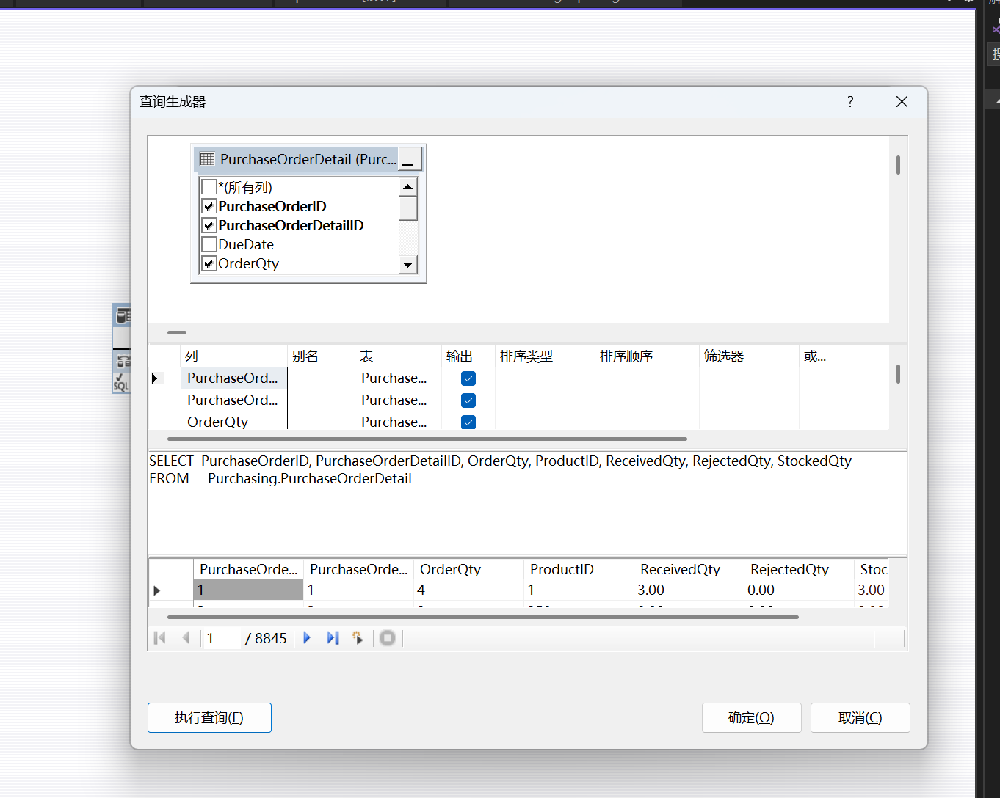 查询生成器
?
PurchaseOrderDetail (Purc...
*(所有列)
PurchaseOrderID
PurchaseOrderDetailID
DueDate
OrderQty
SQL
列 别名 表 输出 排序类型 排序顺序 筛选器 或...
PurchaseOrd... Purchase...
PurchaseOrd... Purchase...
OrderQty Purchase...
SELECT PurchaseOrderID, PurchaseOrderDetailID, OrderQty, ProductID, ReceivedQty, RejectedQty, StockedQty
FROM Purchasing.PurchaseOrderDetail
PurchaseOrde... PurchaseOrde... OrderQty ProductID ReceivedQty RejectedQty Stoc
1 1 4 1 3.00 0.00 3.00
1 / 8845
执行查询(E) 确定(O) 取消(C)